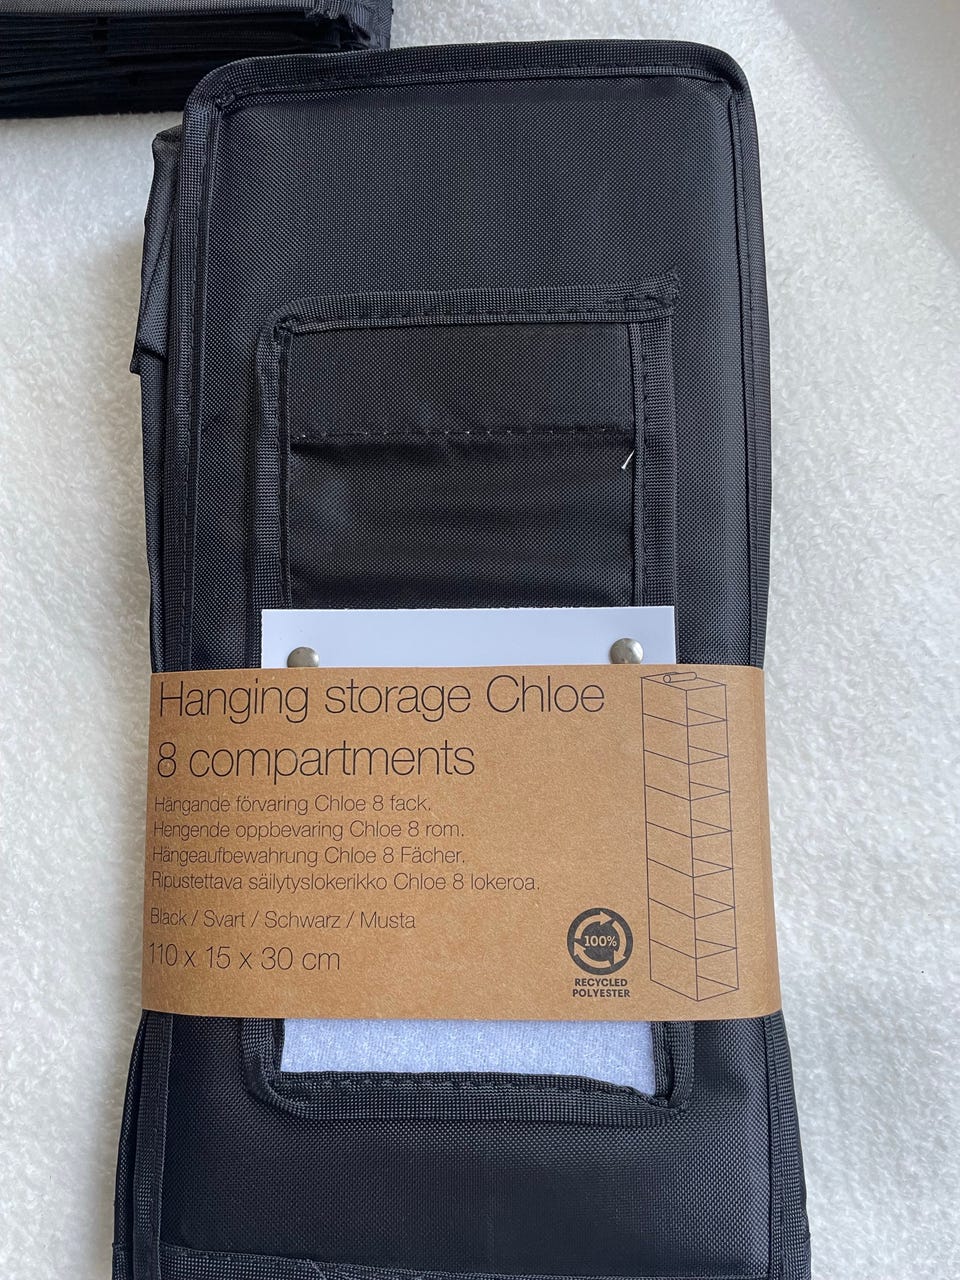 Hanging storage Chloe
8 compartments
Hängande förvaring Chloe 8 fack.
Hengende oppbevaring Chloe 8 rom.
Hängeaufbewahrung Chloe 8 Fächer.
Ripustettava säilytyslokerikko Chloe 8 lokeroa.
Black / Svart / Schwarz / Musta
110 x 15 x 30 cm
100%
RECYCLED
POLYESTER